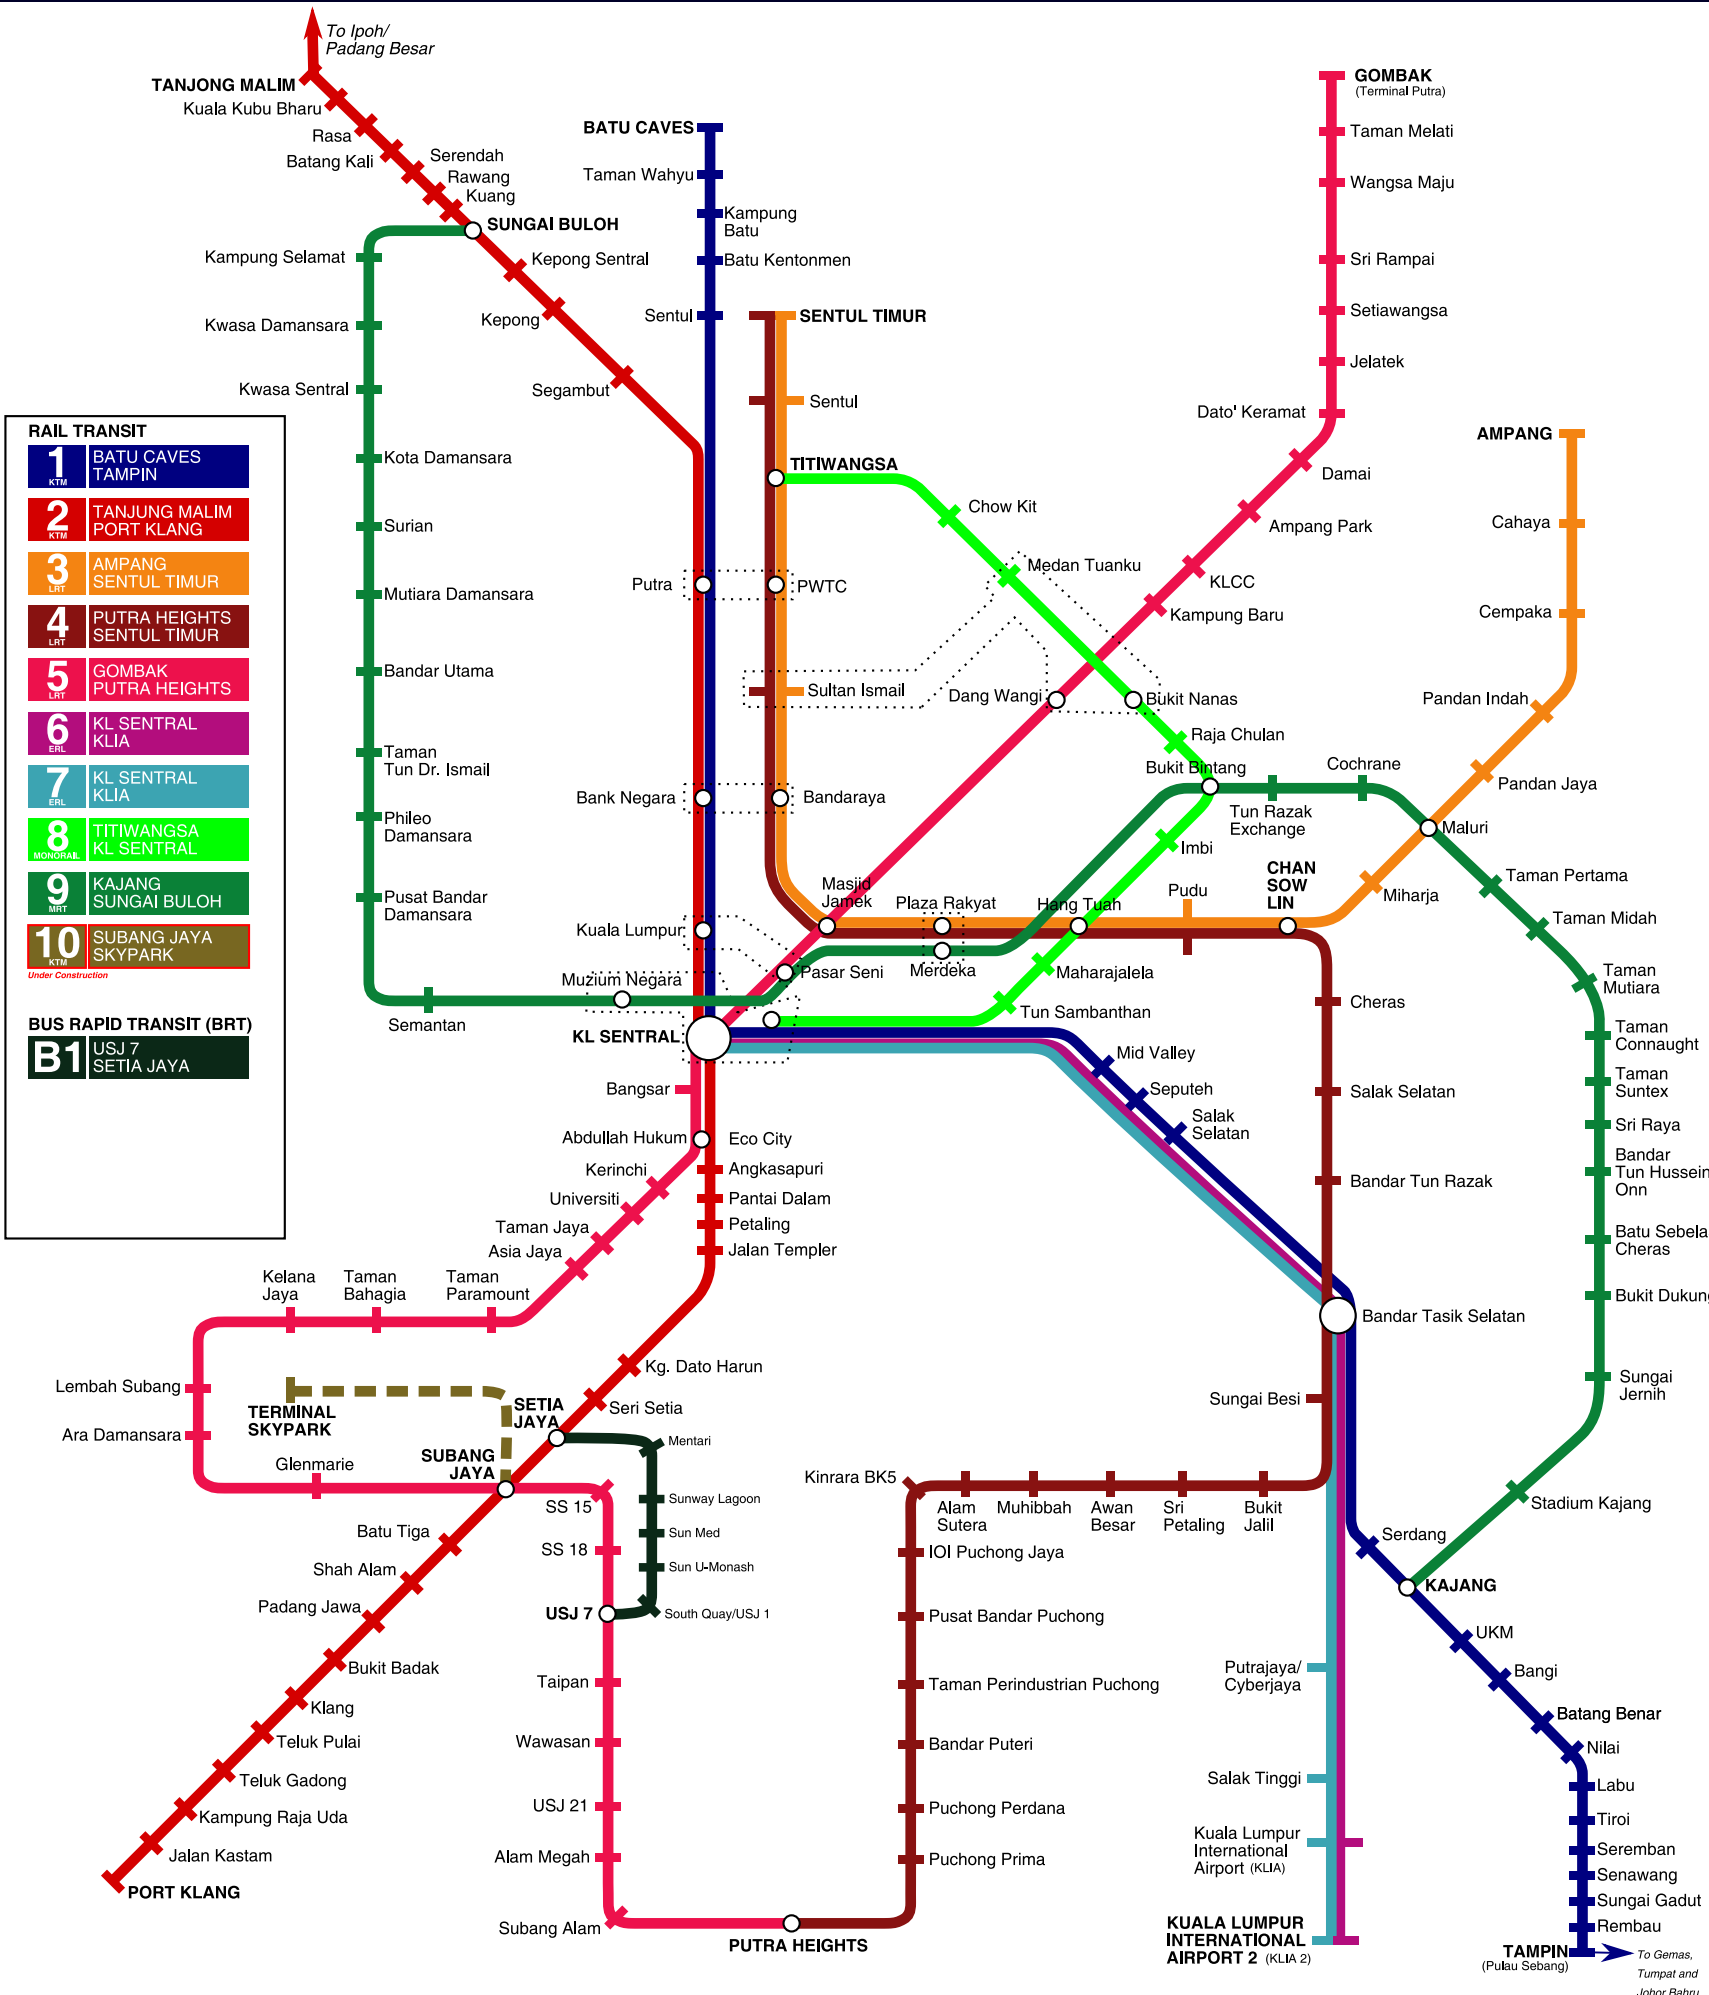 To Ipoh/
Padang Besar
TANJONG MALIM
Kuala Kubu Bharu
Rasa
Batang Kali
Serendah
Rawang
Kuang
SUNGAI BULOH
Kepong Sentral
Kepong
Segambut
Kampung Selamat
Kwasa Damansara
Kwasa Sentral
Kota Damansara
Surian
Mutiara Damansara
Bandar Utama
Taman
Tun Dr. Ismail
Phileo
Damansara
Pusat Bandar
Damansara
Semantan
Muzium Negara
BATU CAVES
Taman Wahyu
Kampung
Batu
Batu Kentonmen
Sentul
SENTUL TIMUR
Sentul
TITIWANGSA
Putra
PWTC
Sultan Ismail
Bank Negara
Bandaraya
Kuala Lumpur
Masjid
Jamek
Pasar Seni
Plaza Rakyat
Merdeka
Hang Tuah
Pudu
CHAN
SOW
LIN
Chow Kit
Medan Tuanku
Dang Wangi
Bukit Nanas
Raja Chulan
Bukit Bintang
Imbi
Maharajalela
Tun Sambanthan
KL SENTRAL
GOMBAK
(Terminal Putra)
Taman Melati
Wangsa Maju
Sri Rampai
Setiawangsa
Jelatek
Dato' Keramat
Damai
Ampang Park
KLCC
Kampung Baru
AMPANG
Cahaya
Cempaka
Pandan Indah
Pandan Jaya
Maluri
Miharja
Tun Razak
Exchange
Cochrane
Taman Pertama
Taman Midah
Taman
Mutiara
Taman
Connaught
Taman
Suntex
Sri Raya
Bandar
Tun Hussein
Onn
Batu Sebela
Cheras
Bukit Dukung
Sungai
Jernih
Stadium Kajang
KAJANG
RAIL TRANSIT
1
KTM
BATU CAVES
TAMPIN
2
KTM
TANJUNG MALIM
PORT KLANG
3
LRT
AMPANG
SENTUL TIMUR
4
LRT
PUTRA HEIGHTS
SENTUL TIMUR
5
LRT
GOMBAK
PUTRA HEIGHTS
6
ERL
KL SENTRAL
KLIA
7
ERL
KL SENTRAL
KLIA
8
MONORAIL
TITIWANGSA
KL SENTRAL
9
MRT
KAJANG
SUNGAI BULOH
10
KTM
SUBANG JAYA
SKYPARK
Under Construction
BUS RAPID TRANSIT (BRT)
B1
USJ 7
SETIA JAYA
Cheras
Salak Selatan
Bandar Tun Razak
Bandar Tasik Selatan
Sungai Besi
Mid Valley
Seputeh
Salak
Selatan
Bangsar
Abdullah Hukum
Eco City
Kerinchi
Universiti
Taman Jaya
Asia Jaya
Angkasapuri
Pantai Dalam
Petaling
Jalan Templer
Kelana
Jaya
Taman
Bahagia
Taman
Paramount
Lembah Subang
Ara Damansara
Glenmarie
TERMINAL
SKYPARK
Kg. Dato Harun
Seri Setia
SETIA
JAYA
SUBANG
JAYA
Mentari
Sunway Lagoon
Sun Med
Sun U-Monash
South Quay/USJ 1
SS 15
SS 18
USJ 7
Taipan
Wawasan
USJ 21
Alam Megah
Subang Alam
PUTRA HEIGHTS
Batu Tiga
Shah Alam
Padang Jawa
Bukit Badak
Klang
Teluk Pulai
Teluk Gadong
Kampung Raja Uda
Jalan Kastam
PORT KLANG
Kinrara BK5
Alam
Sutera
Muhibbah
Awan
Besar
Sri
Petaling
Bukit
Jalil
IOI Puchong Jaya
Pusat Bandar Puchong
Taman Perindustrian Puchong
Bandar Puteri
Puchong Perdana
Puchong Prima
Putrajaya/
Cyberjaya
Salak Tinggi
Kuala Lumpur
International
Airport (KLIA)
KUALA LUMPUR
INTERNATIONAL
AIRPORT 2 (KLIA 2)
Serdang
UKM
Bangi
Batang Benar
Nilai
Labu
Tiroi
Seremban
Senawang
Sungai Gadut
Rembau
TAMPIN
(Pulau Sebang)
To Gemas,
Tumpat and
Johor Bahru